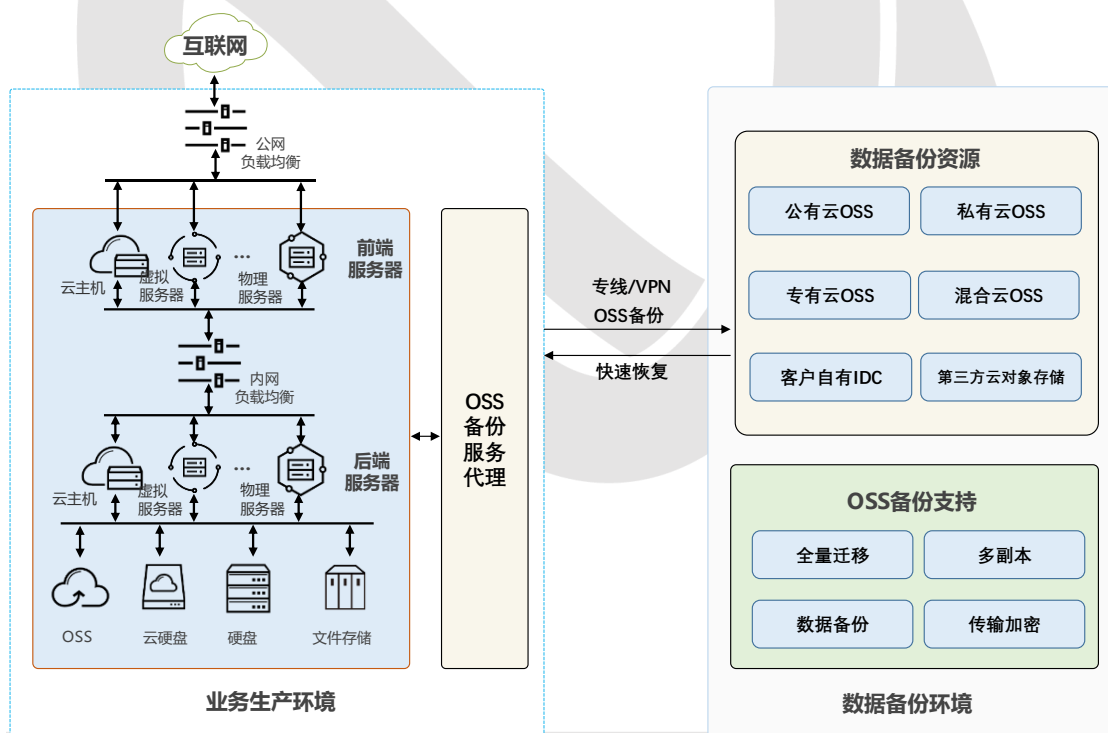 互联网
公网
负载均衡
前端
服务器
云主机
虚拟
服务器
...
物理
服务器
内网
负载均衡
后端
服务器
云主机
虚拟
服务器
...
物理
服务器
OSS
云硬盘
硬盘
文件存储
业务生产环境
OSS
备份
服务
代理
专线/VPN
OSS备份
快速恢复
数据备份资源
公有云OSS
私有云OSS
专有云OSS
混合云OSS
客户自有IDC
第三方云对象存储
OSS备份支持
全量迁移
多副本
数据备份
传输加密
数据备份环境